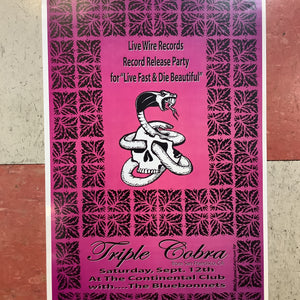 Live Wire Records
Record Release Party
for "Live Fast & Die Beautiful"
Triple Cobra
Saturday, Sept. 12th
At The Continental Club
with....The Bluebonnets